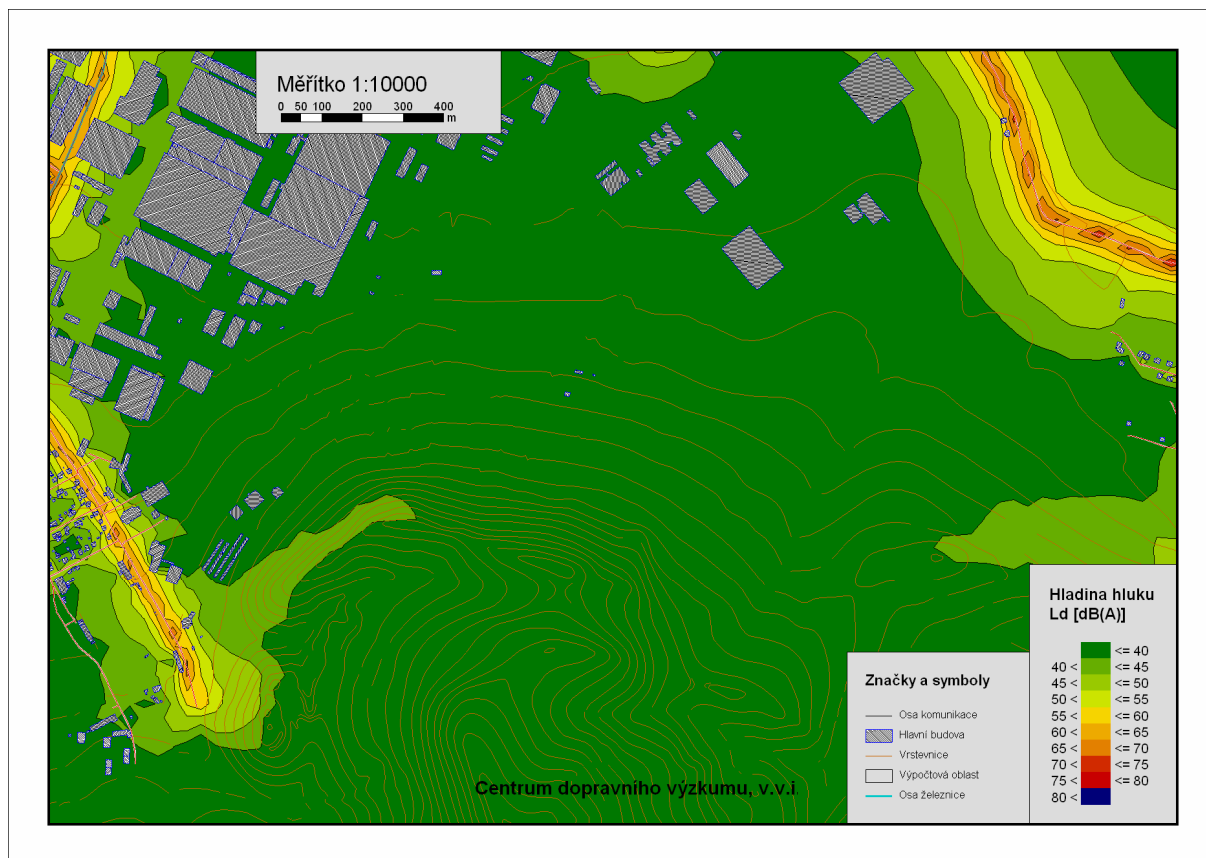 Měřítko 1:10000
0 50 100 200 300 400
m
Hladina hluku
Ld [dB(A)]
<= 40
40 < <= 45
45 < <= 50
50 < <= 55
55 < <= 60
60 < <= 65
65 < <= 70
70 < <= 75
75 < <= 80
80 <
Značky a symboly
Osa komunikace
Hlavní budova
Vrstevnice
Výpočtová oblast
Osa železnice
Centrum dopravního výzkumu, v.v.i